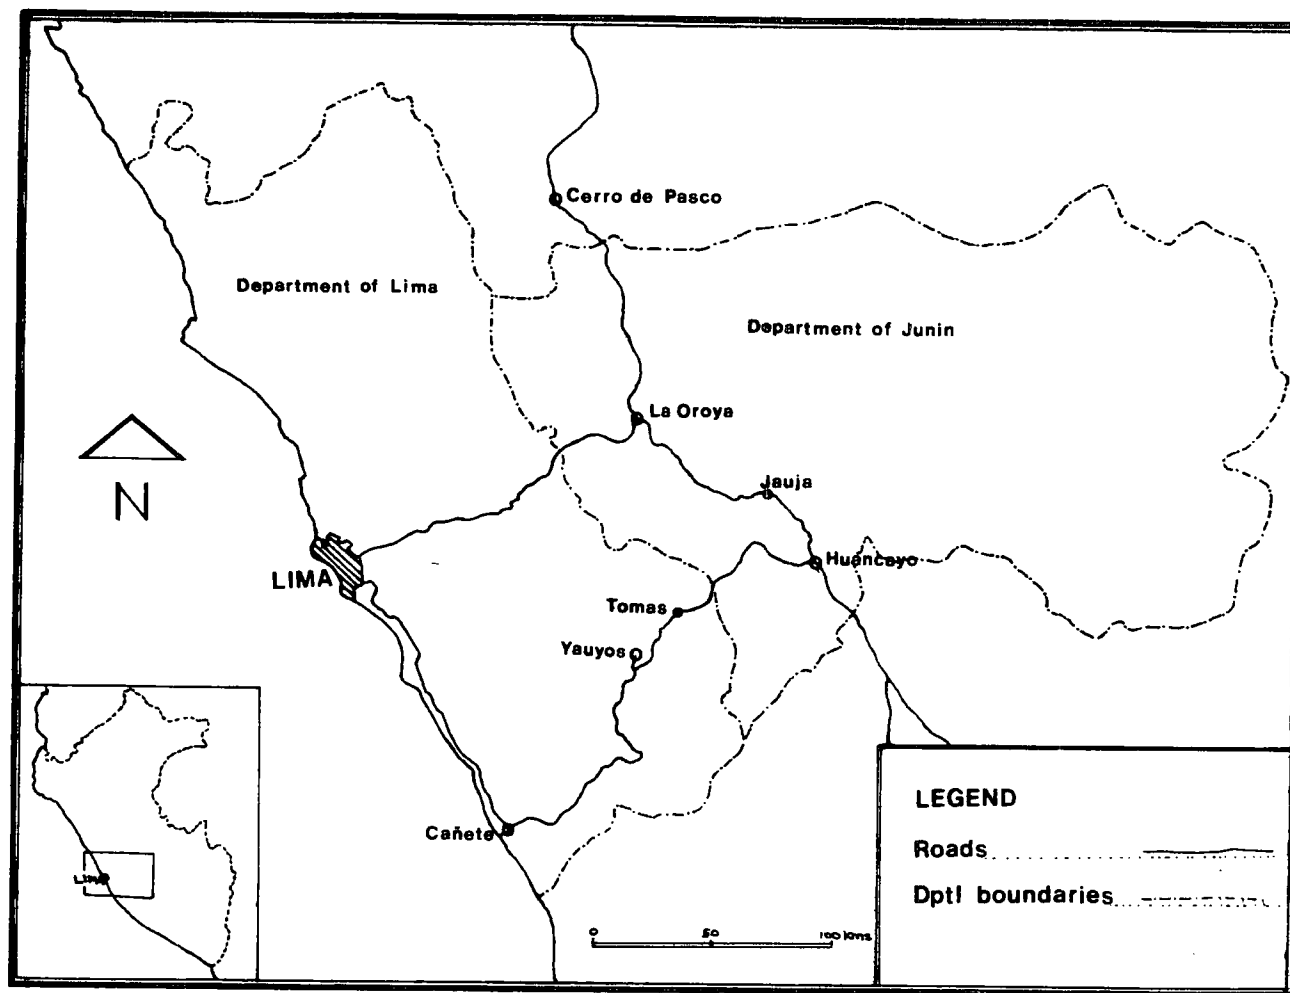 Cerro de Pasco
Department of Lima
Department of Junin
La Oroya
N
Jauja
LIMA
Huancayo
Tomas
Yauyos
Cañete
LIMA
LEGEND
Roads
Dptl boundaries
0 50 100 kms